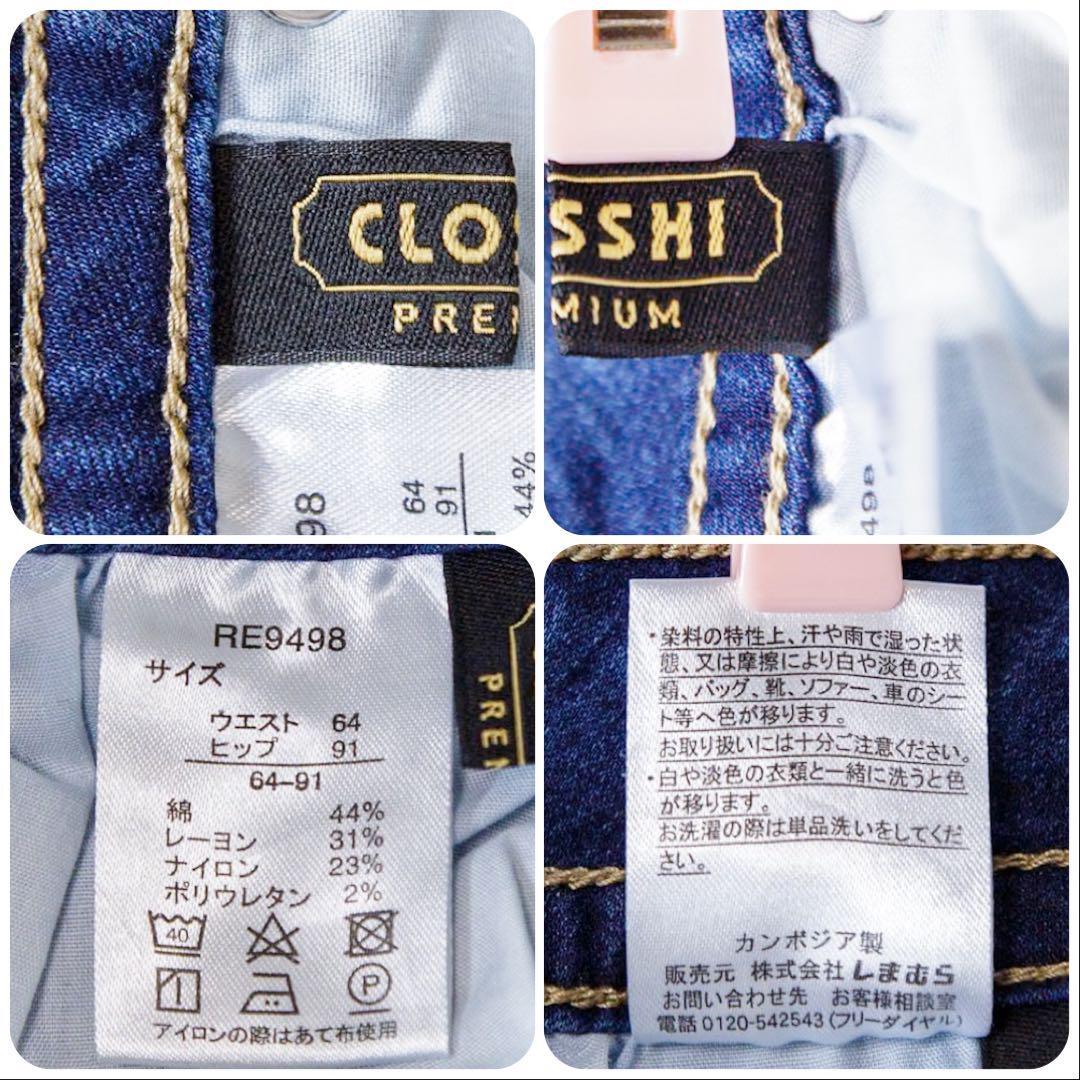 CLO
PRE
98
64
91
44%
SSHI
MIUM
498
RE9498
サイズ
ウエスト 64
ヒップ 91
64-91
綿 44%
レーヨン 31%
ナイロン 23%
ポリウレタン 2%
40
P
アイロンの際はあて布使用
PRE
・染料の特性上、汗や雨で湿った状
態、又は摩擦により白や淡色の衣
類、バッグ、靴、ソファー、車のシー
ト等へ色が移ります。
お取り扱いには十分ご注意ください。
・白や淡色の衣類と一緒に洗うと色
が移ります。
お洗濯の際は単品洗いをしてくだ
さい。
カンボジア製
販売元 株式会社しまむら
お問い合わせ先 お客様相談室
電話 0120-542543 (フリーダイヤル)